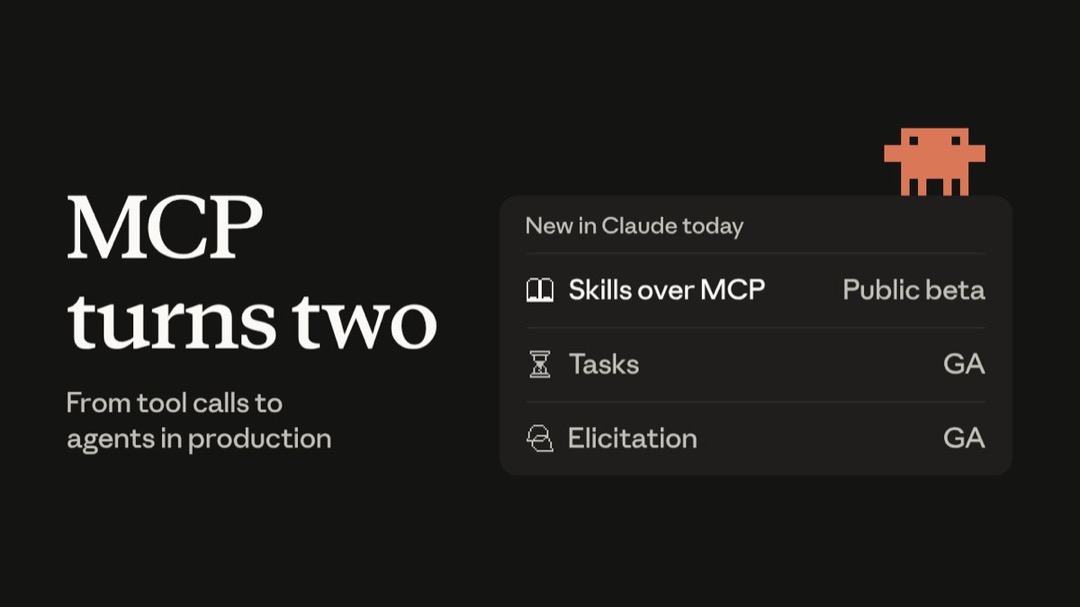 MCP
turns two
From tool calls to
agents in production
New in Claude today
Skills over MCP Public beta
Tasks GA
Elicitation GA